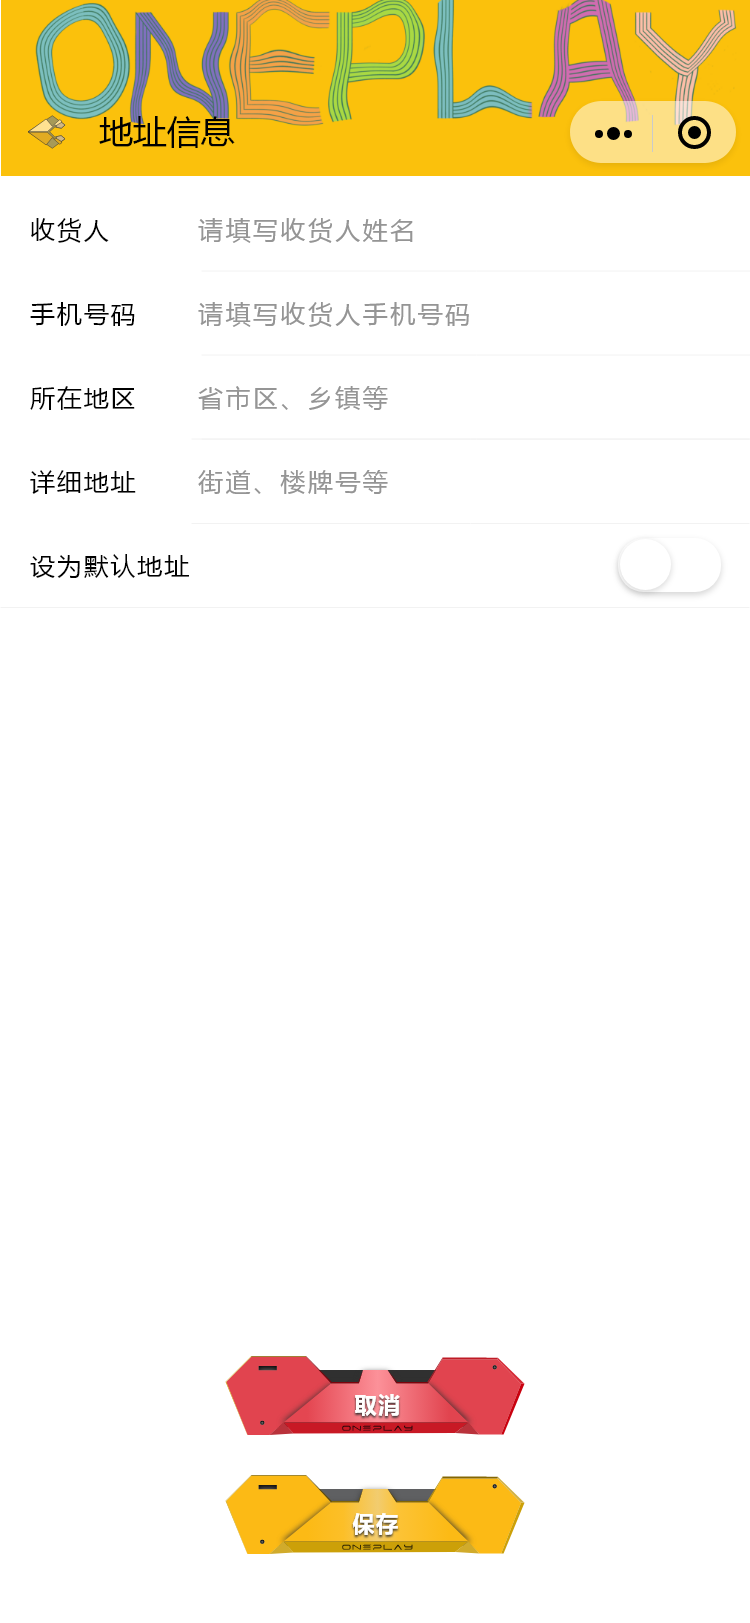 ONEPLAY
地址信息
收货人 请填写收货人姓名
手机号码 请填写收货人手机号码
所在地区 省市区、乡镇等
详细地址 街道、楼牌号等
设为默认地址
取消
ONEPLAY
保存
ONEPLAY